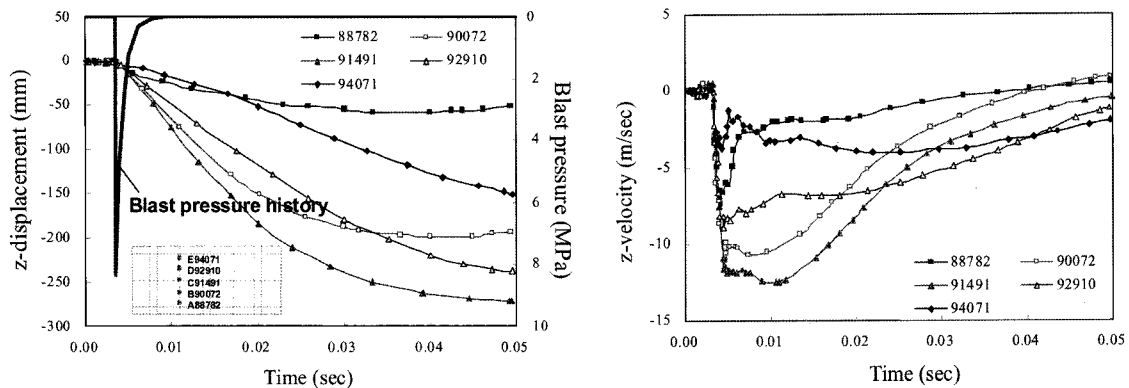 50
0
-50
-100
-150
-200
-250
-300
z-displacement (mm)
88782
90072
91491
92910
94071
Blast pressure history
E94071
D92910
C91491
B90072
A88782
0
2
4
6
8
10
Blast pressure (MPa)
0.00 0.01 0.02 0.03 0.04 0.05
Time (sec)
5
0
-5
-10
-15
z-velocity (m/sec)
88782
90072
91491
92910
94071
0.00 0.01 0.02 0.03 0.04 0.05
Time (sec)